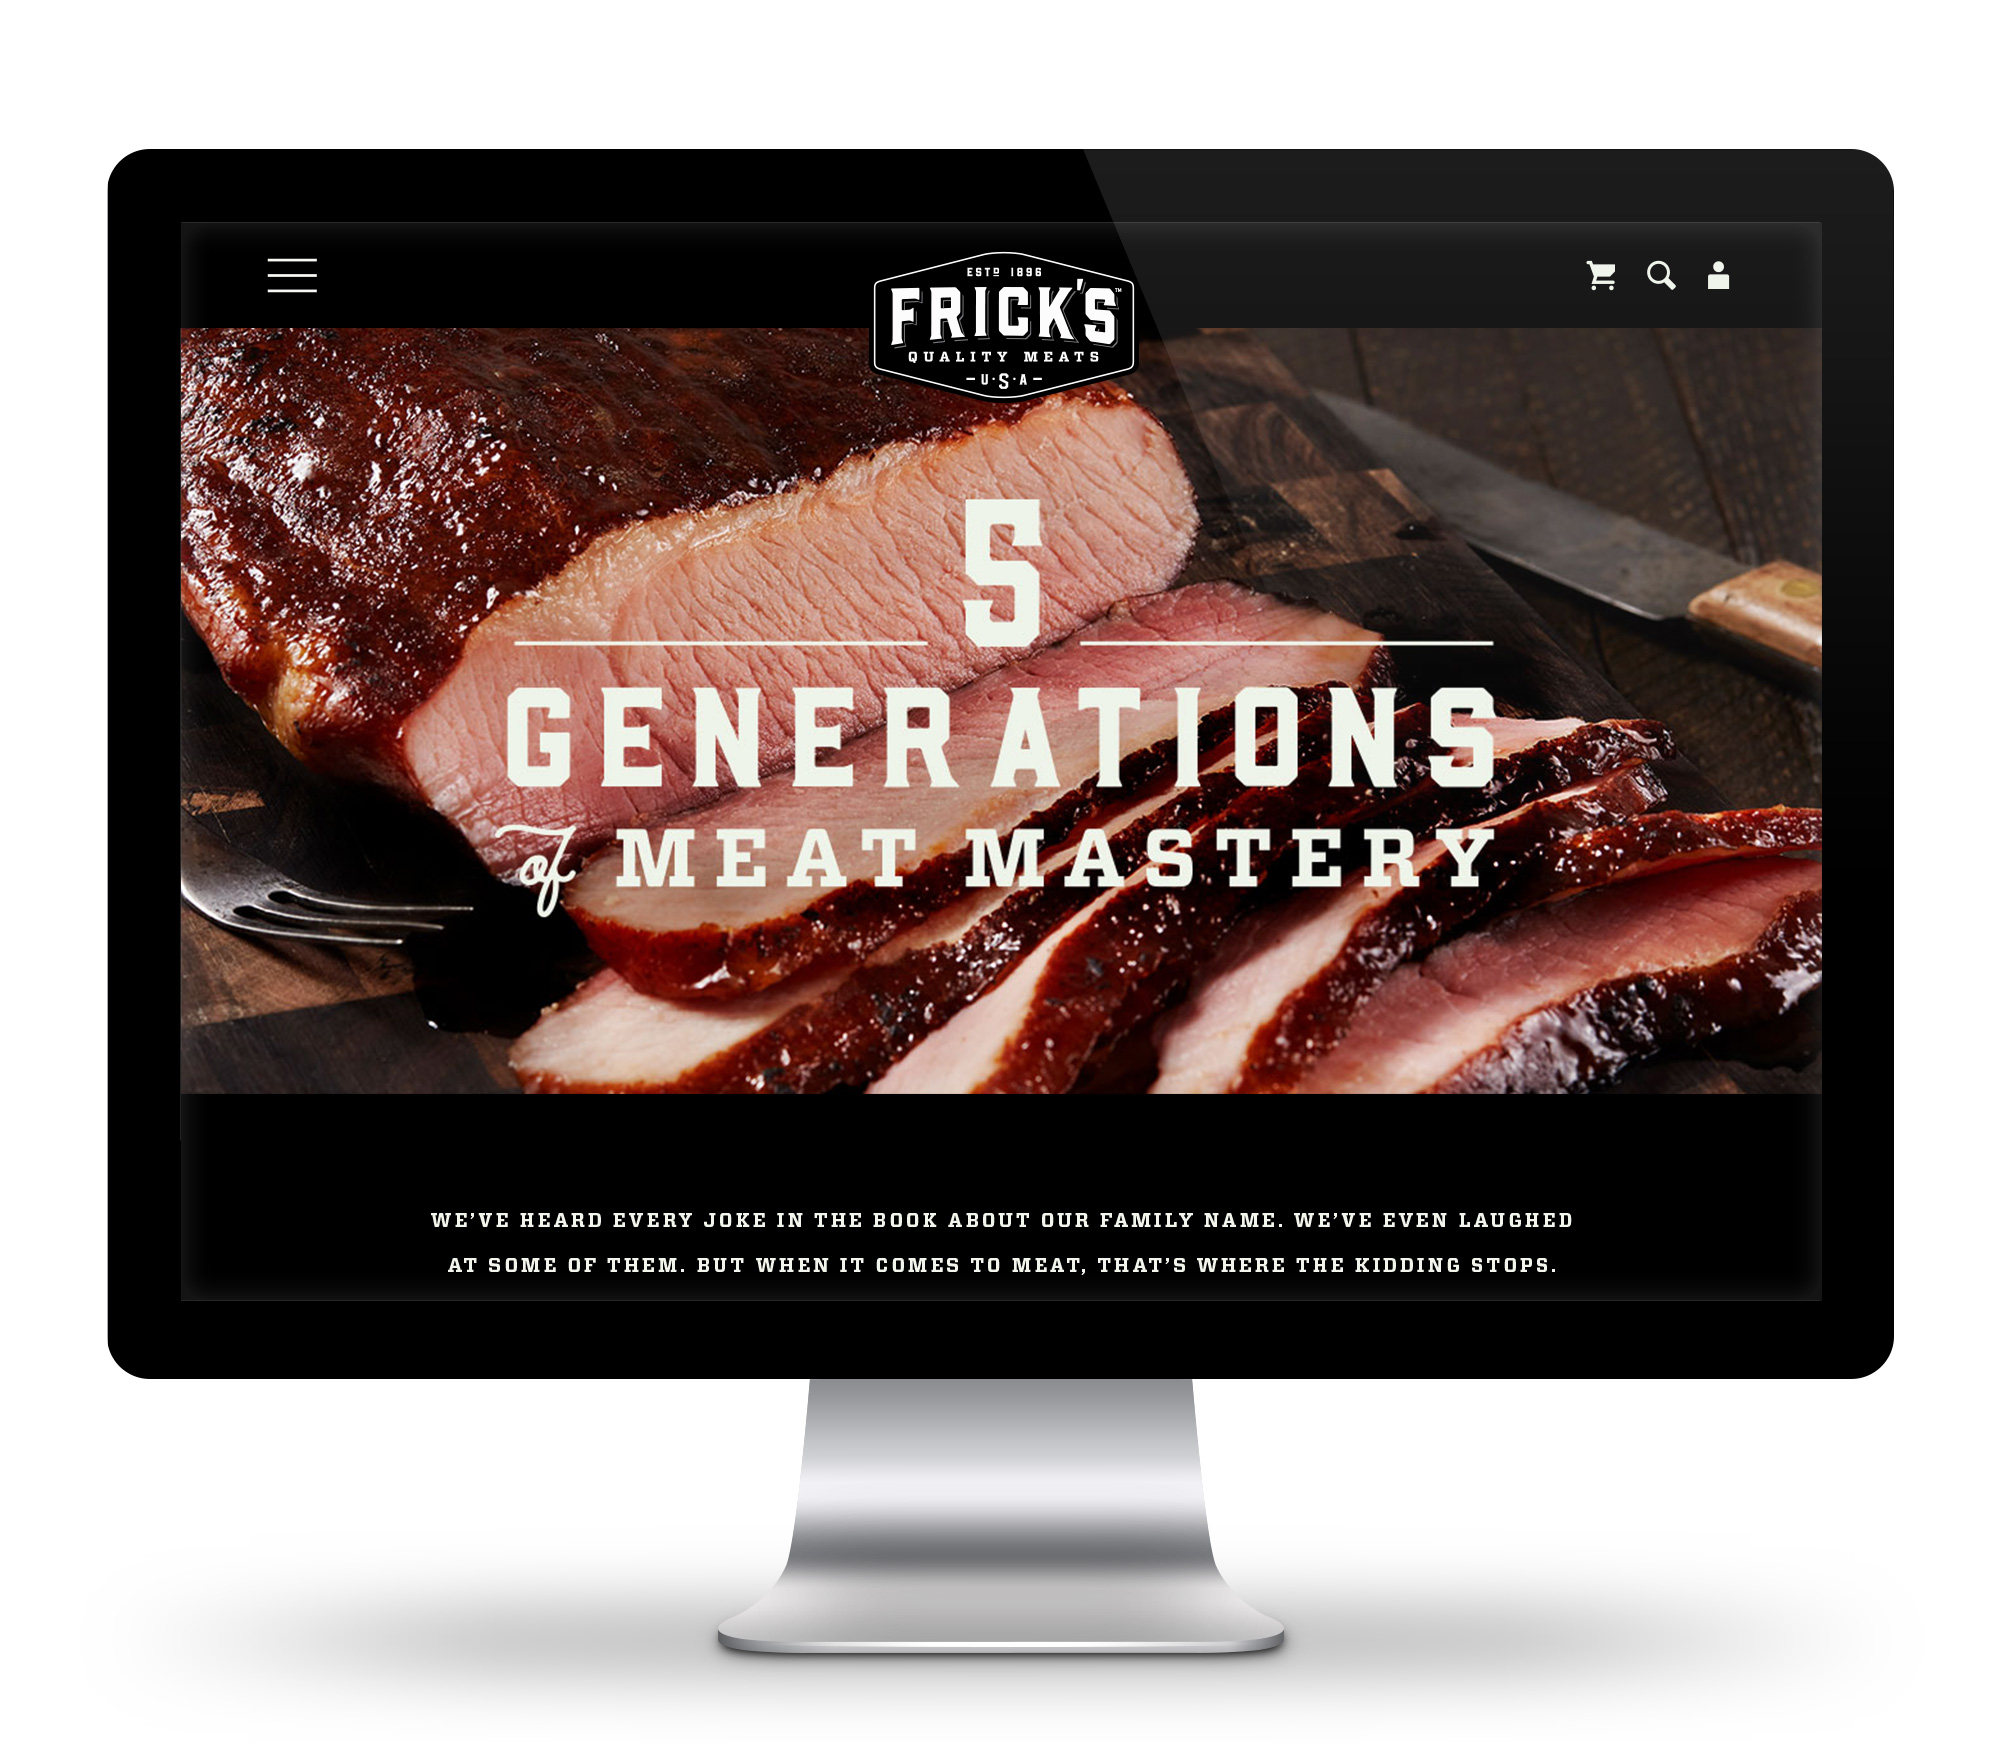 ESTD 1896
FRICK'S™
QUALITY MEATS
-U·S·A-
5
GENERATIONS
of MEAT MASTERY
WE'VE HEARD EVERY JOKE IN THE BOOK ABOUT OUR FAMILY NAME. WE'VE EVEN LAUGHED
AT SOME OF THEM. BUT WHEN IT COMES TO MEAT, THAT'S WHERE THE KIDDING STOPS.